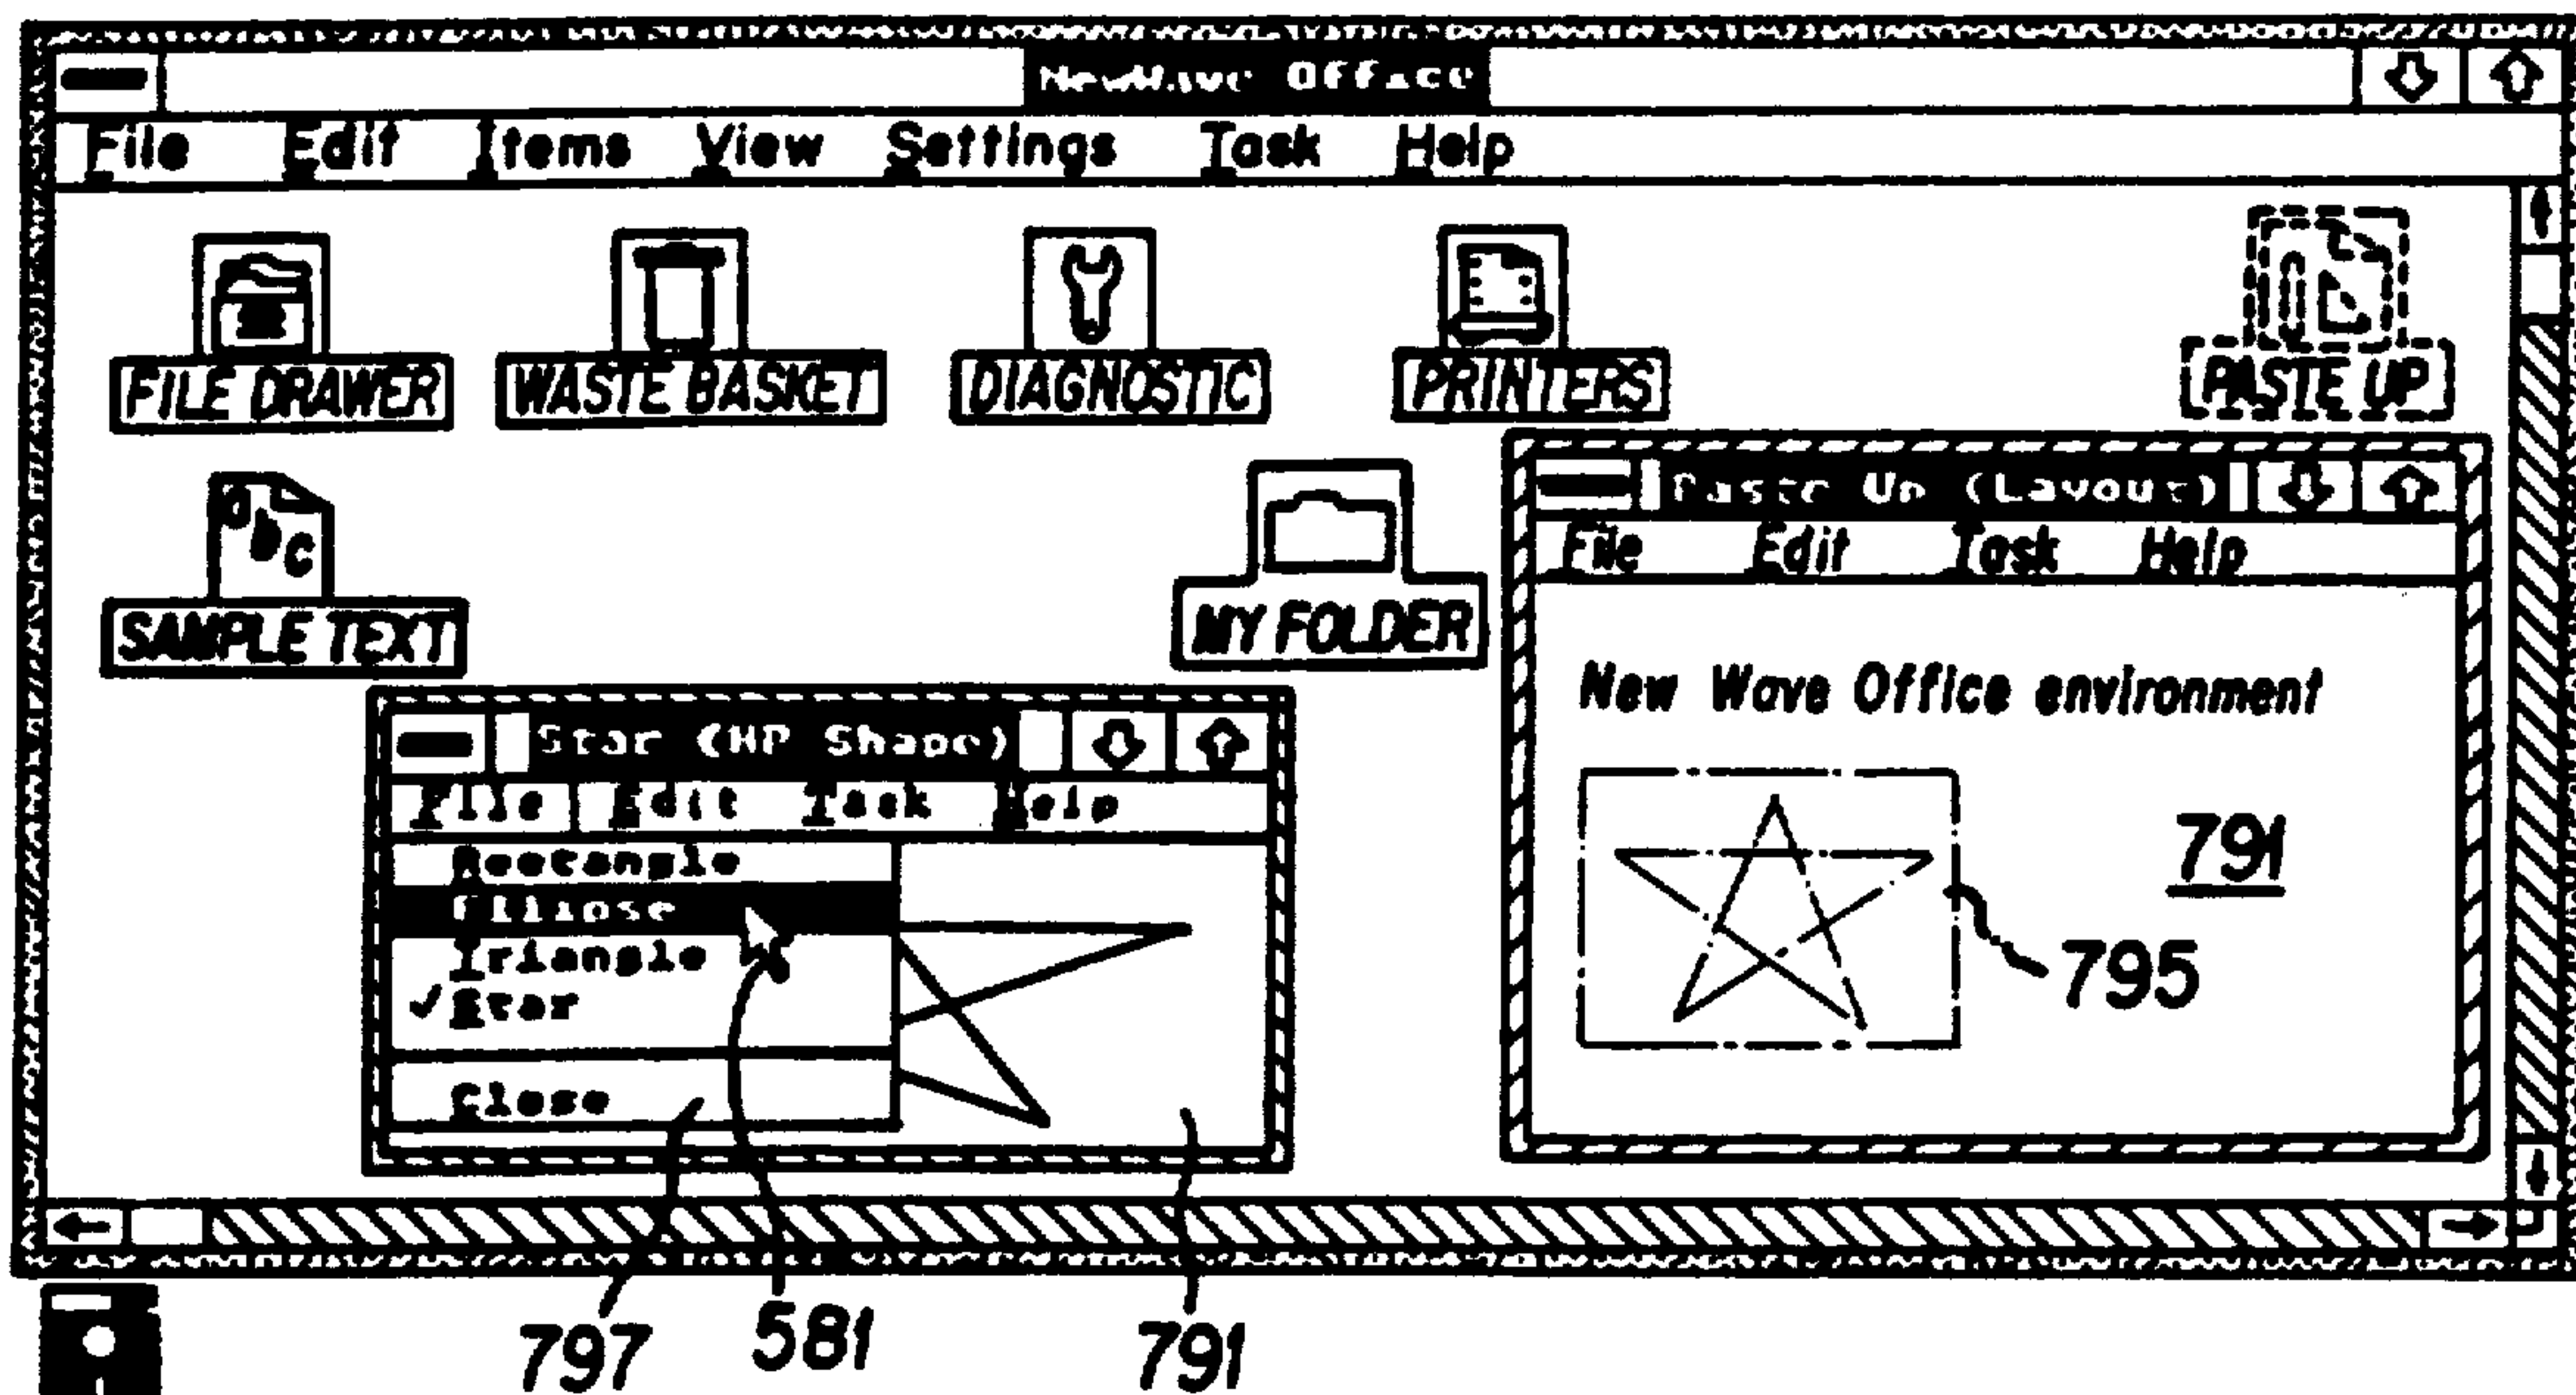 NewWave Office
File Edit Items View Settings Task Help
FILE DRAWER WASTE BASKET DIAGNOSTIC PRINTERS PASTE UP
abc
SAMPLE TEXT
MY FOLDER
Paste Up (Layout)
File Edit Task Help
New Wave Office environment
791
795
Star (HP Shape)
File Edit Task Help
Rectangle
Ellipse
Triangle
✓Star
Close
797 581 791